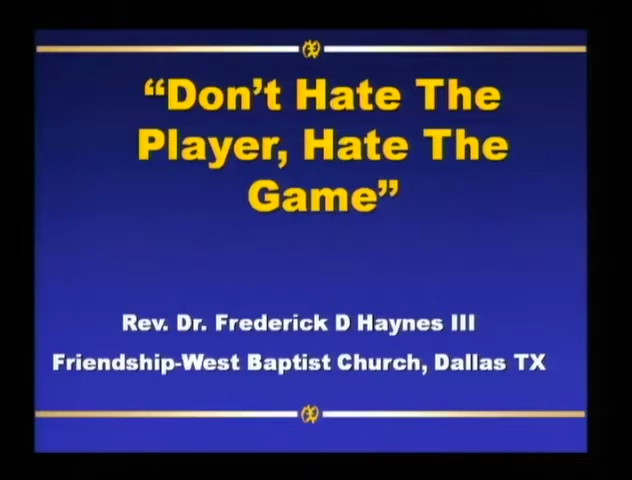 “Don’t Hate The
Player, Hate The
Game”
Rev. Dr. Frederick D Haynes III
Friendship-West Baptist Church, Dallas TX